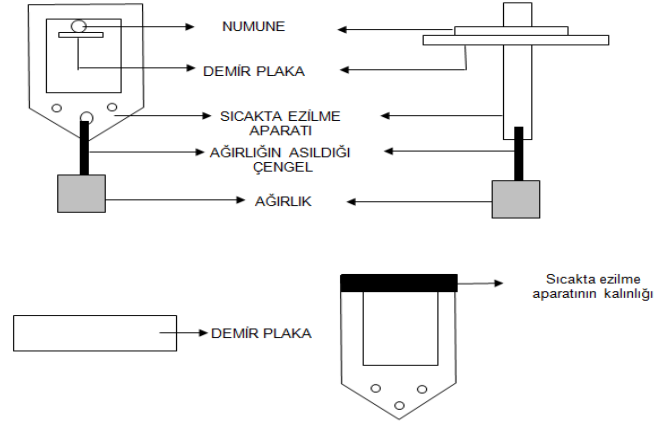 NUMUNE
DEMİR PLAKA
SICAKTA EZİLME
APARATI
AĞIRLIĞIN ASILDIĞI
ÇENGEL
AĞIRLIK
Sıcakta ezilme
aparatının kalınlığı
DEMİR PLAKA